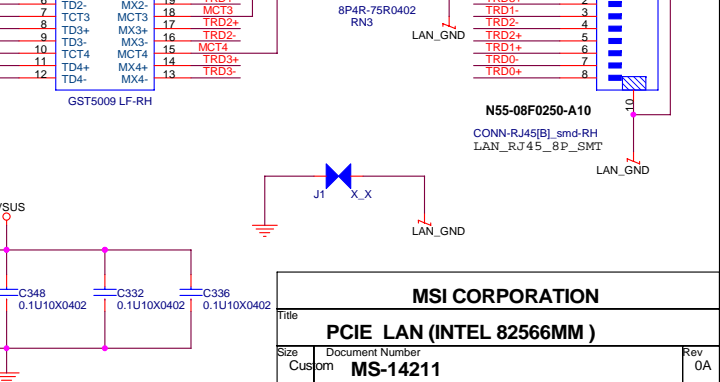 6 TD2- MX2- 19
7 TCT3 MCT3 18 MCT3
8 TD3+ MX3+ 17 TRD2+
9 TD3- MX3- 16 TRD2-
10 TCT4 MCT4 15 MCT4
11 TD4+ MX4+ 14 TRD3+
12 TD4- MX4- 13 TRD3-
GST5009 LF-RH
8P4R-75R0402
RN3
LAN_GND
TRD1- 3
TRD2- 4
TRD2+ 5
TRD1+ 6
TRD0- 7
TRD0+ 8
10
N55-08F0250-A10
CONN-RJ45[B]_smd-RH
LAN_RJ45_8P_SMT
LAN_GND
J1 X_X
LAN_GND
VSUS
C348
0.1U10X0402
C332
0.1U10X0402
C336
0.1U10X0402
MSI CORPORATION
Title
PCIE LAN (INTEL 82566MM )
Size
Custom
Document Number
MS-14211
Rev
0A